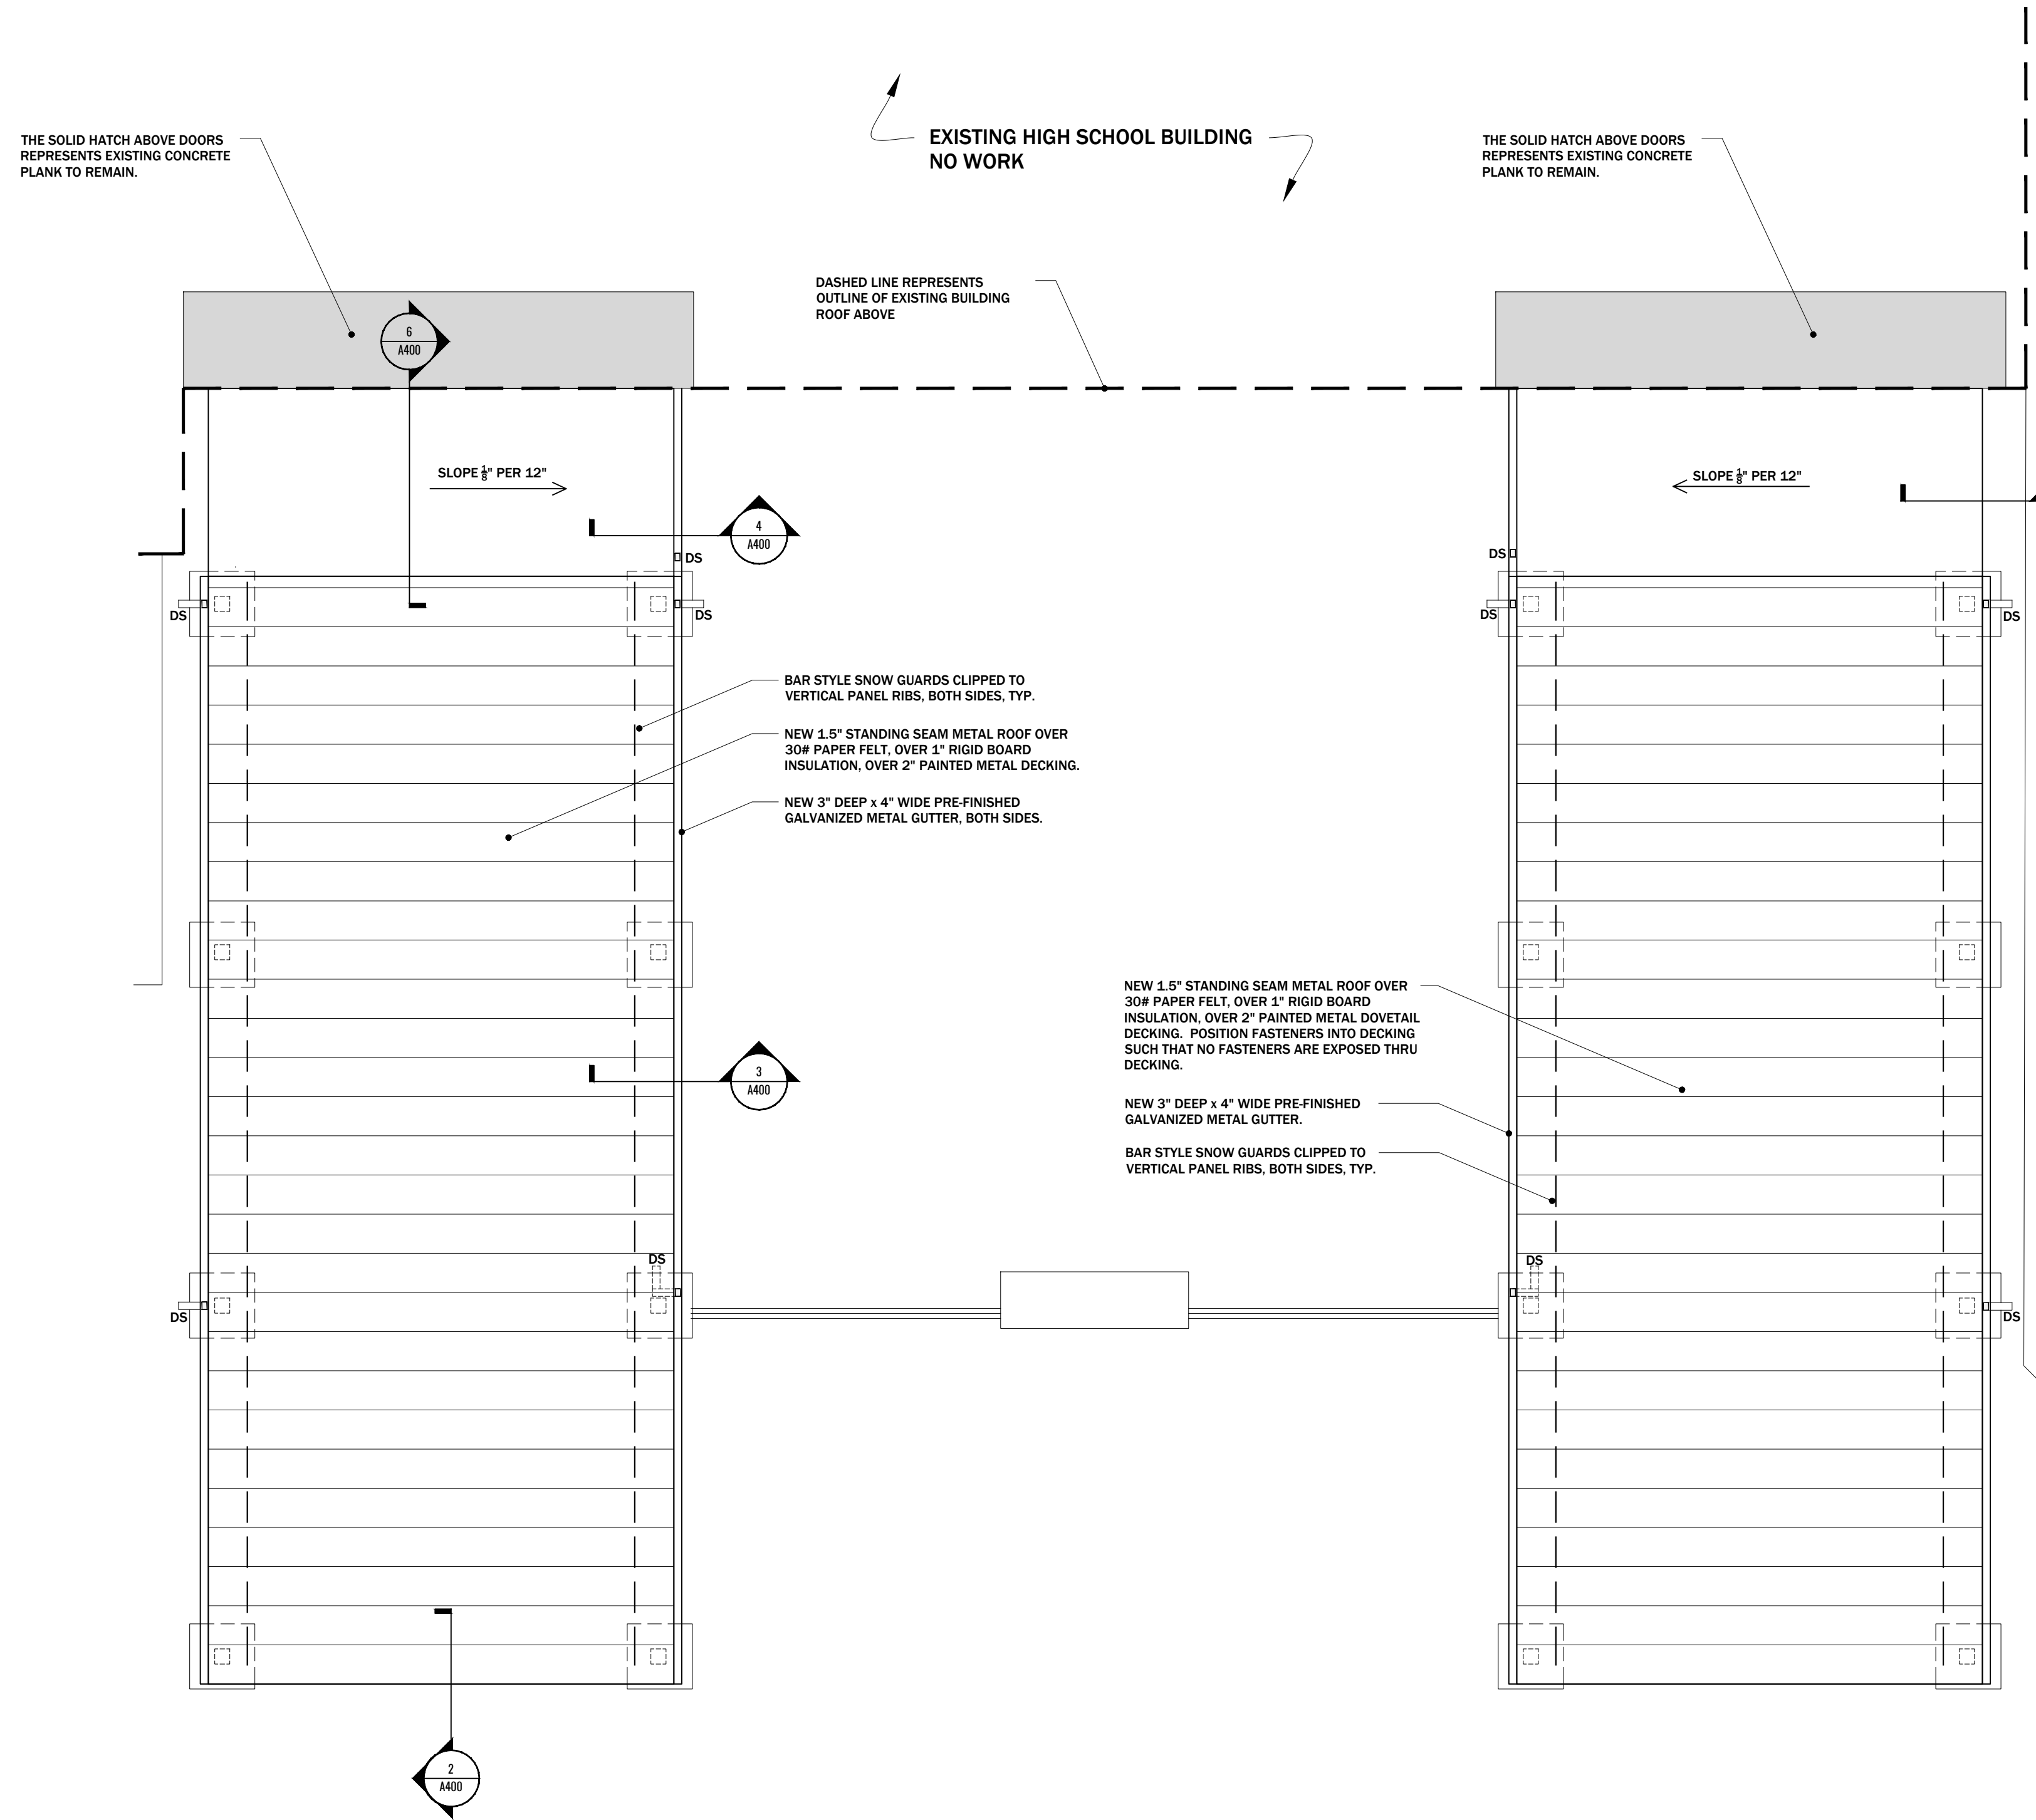 EXISTING HIGH SCHOOL BUILDING
NO WORK
THE SOLID HATCH ABOVE DOORS
REPRESENTS EXISTING CONCRETE
PLANK TO REMAIN.
THE SOLID HATCH ABOVE DOORS
REPRESENTS EXISTING CONCRETE
PLANK TO REMAIN.
DASHED LINE REPRESENTS
OUTLINE OF EXISTING BUILDING
ROOF ABOVE
6
A400
SLOPE 1/8" PER 12"
SLOPE 1/8" PER 12"
4
A400
DS
DS
DS
DS
DS
DS
BAR STYLE SNOW GUARDS CLIPPED TO
VERTICAL PANEL RIBS, BOTH SIDES, TYP.
NEW 1.5" STANDING SEAM METAL ROOF OVER
30# PAPER FELT, OVER 1" RIGID BOARD
INSULATION, OVER 2" PAINTED METAL DECKING.
NEW 3" DEEP x 4" WIDE PRE-FINISHED
GALVANIZED METAL GUTTER, BOTH SIDES.
NEW 1.5" STANDING SEAM METAL ROOF OVER
30# PAPER FELT, OVER 1" RIGID BOARD
INSULATION, OVER 2" PAINTED METAL DOVETAIL
DECKING. POSITION FASTENERS INTO DECKING
SUCH THAT NO FASTENERS ARE EXPOSED THRU
DECKING.
3
A400
NEW 3" DEEP x 4" WIDE PRE-FINISHED
GALVANIZED METAL GUTTER.
BAR STYLE SNOW GUARDS CLIPPED TO
VERTICAL PANEL RIBS, BOTH SIDES, TYP.
DS
DS
DS
DS
2
A400